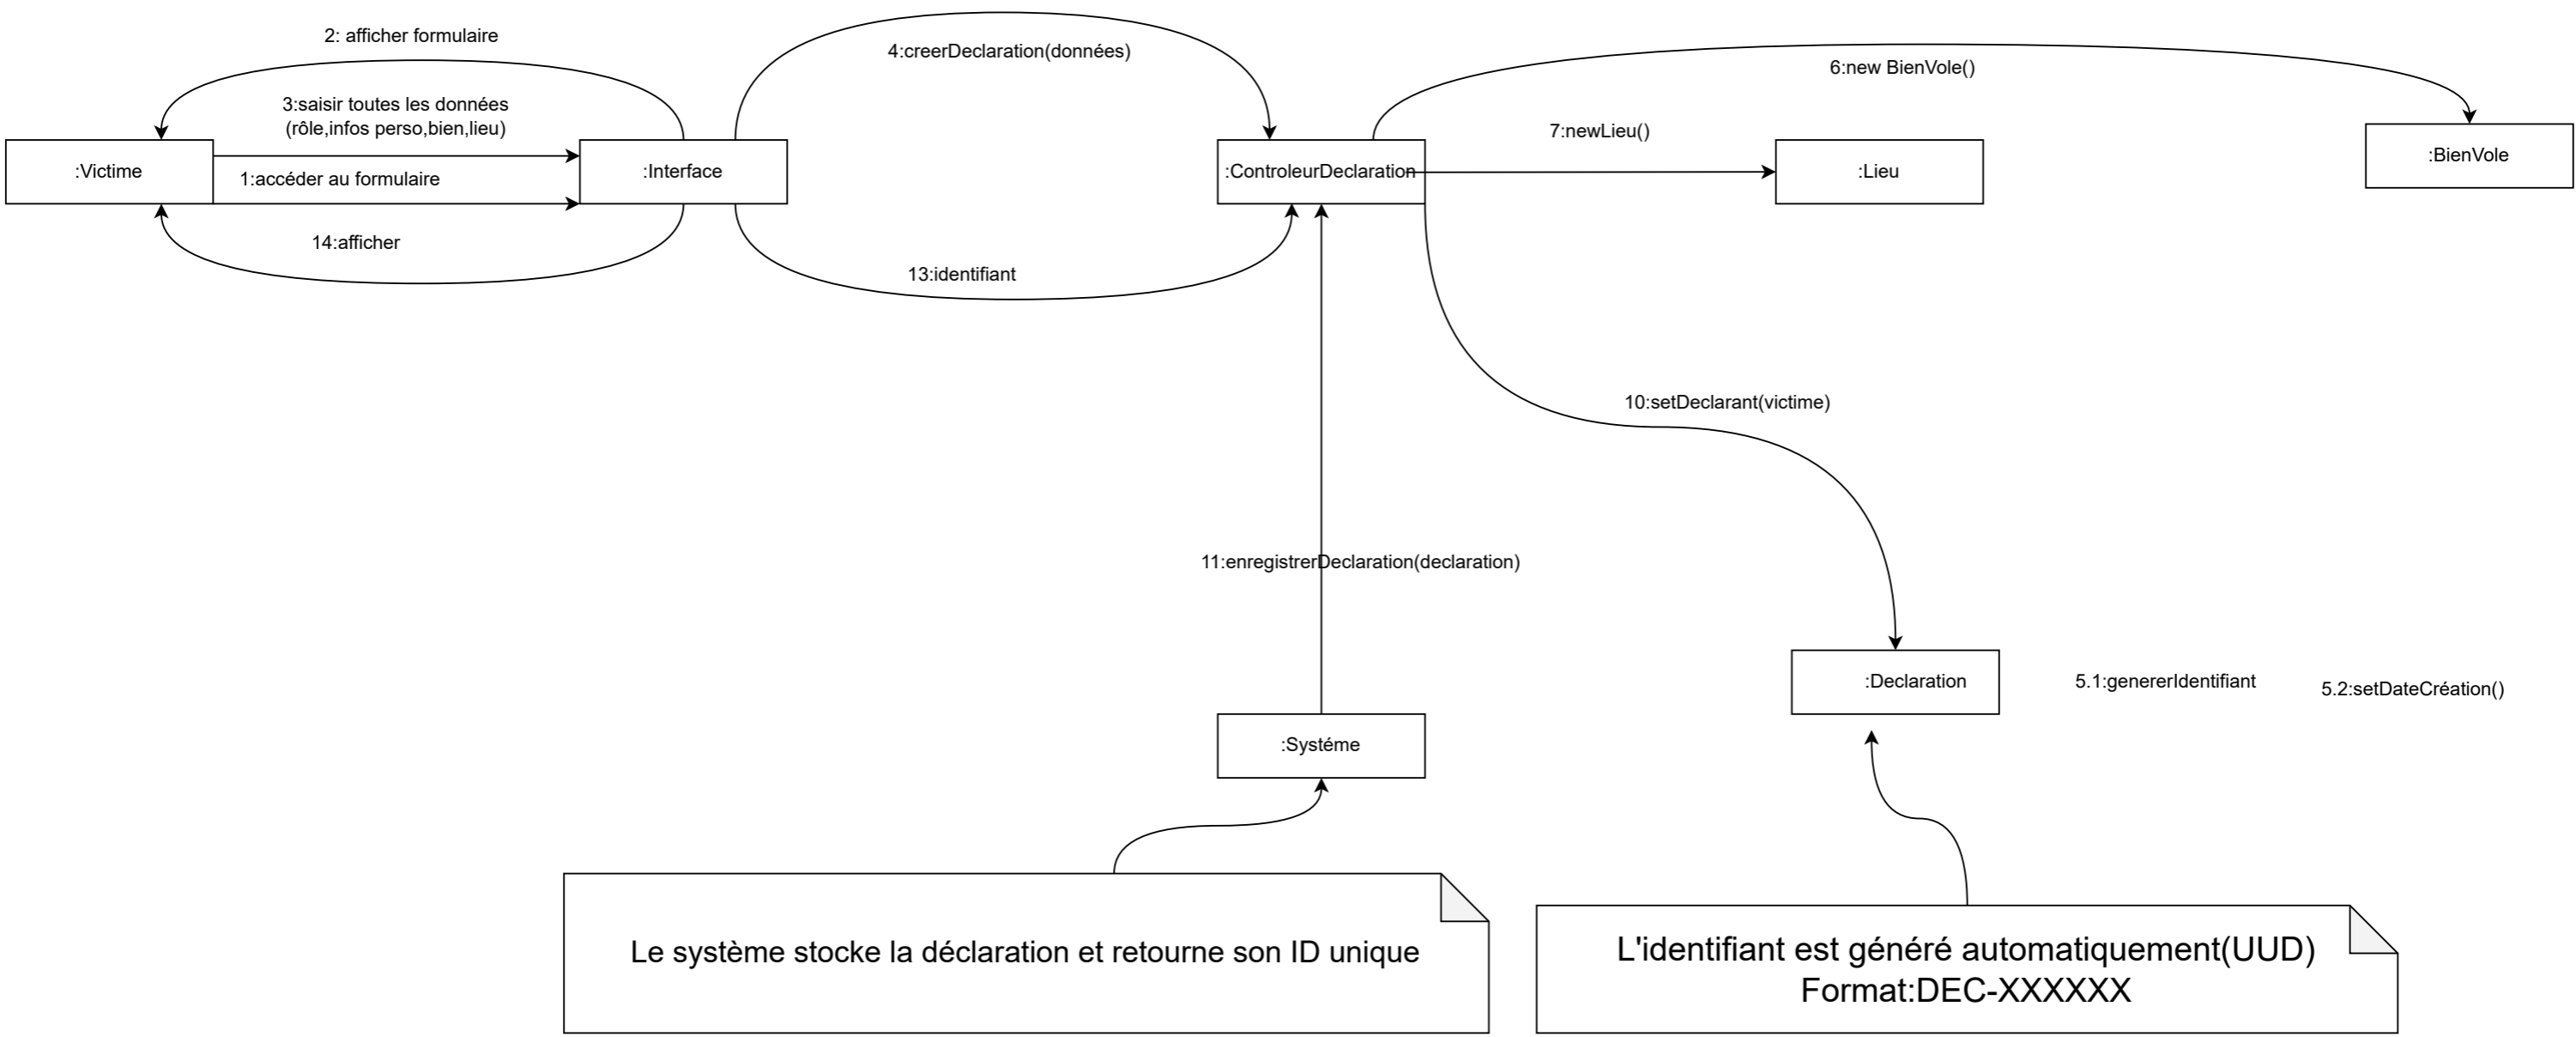 2: afficher formulaire
4:creerDeclaration(données)
6:new BienVole()
3:saisir toutes les données
(rôle,infos perso,bien,lieu)
7:newLieu()
:Victime
1:accéder au formulaire
:Interface
:ControleurDeclaration
:Lieu
:BienVole
14:afficher
13:identifiant
10:setDeclarant(victime)
11:enregistrerDeclaration(declaration)
:Declaration
5.1:genererIdentifiant
5.2:setDateCréation()
:Systéme
Le système stocke la déclaration et retourne son ID unique
L'identifiant est généré automatiquement(UUD)
Format:DEC-XXXXXX